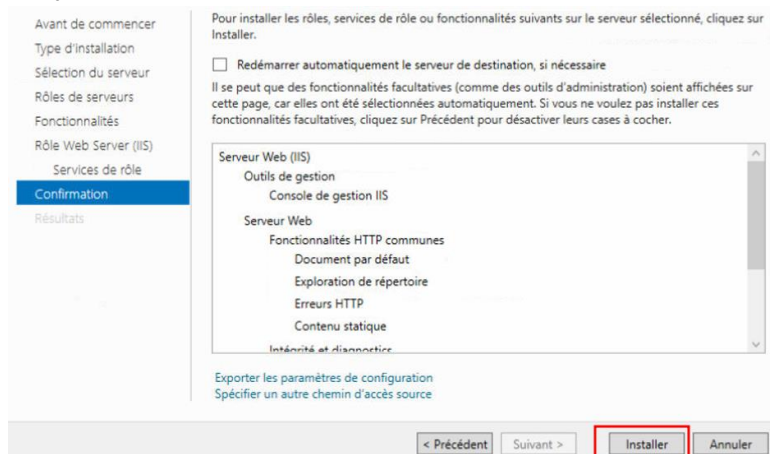 Avant de commencer
Type d'installation
Sélection du serveur
Rôles de serveurs
Fonctionnalités
Rôle Web Server (IIS)
Services de rôle
Confirmation
Résultats
Pour installer les rôles, services de rôle ou fonctionnalités suivants sur le serveur sélectionné, cliquez sur
Installer.
Redémarrer automatiquement le serveur de destination, si nécessaire
Il se peut que des fonctionnalités facultatives (comme des outils d'administration) soient affichées sur
cette page, car elles ont été sélectionnées automatiquement. Si vous ne voulez pas installer ces
fonctionnalités facultatives, cliquez sur Précédent pour désactiver leurs cases à cocher.
Serveur Web (IIS)
Outils de gestion
Console de gestion IIS
Serveur Web
Fonctionnalités HTTP communes
Document par défaut
Exploration de répertoire
Erreurs HTTP
Contenu statique
Intégrité et diagnostics
Exporter les paramètres de configuration
Spécifier un autre chemin d'accès source
< Précédent
Suivant >
Installer
Annuler